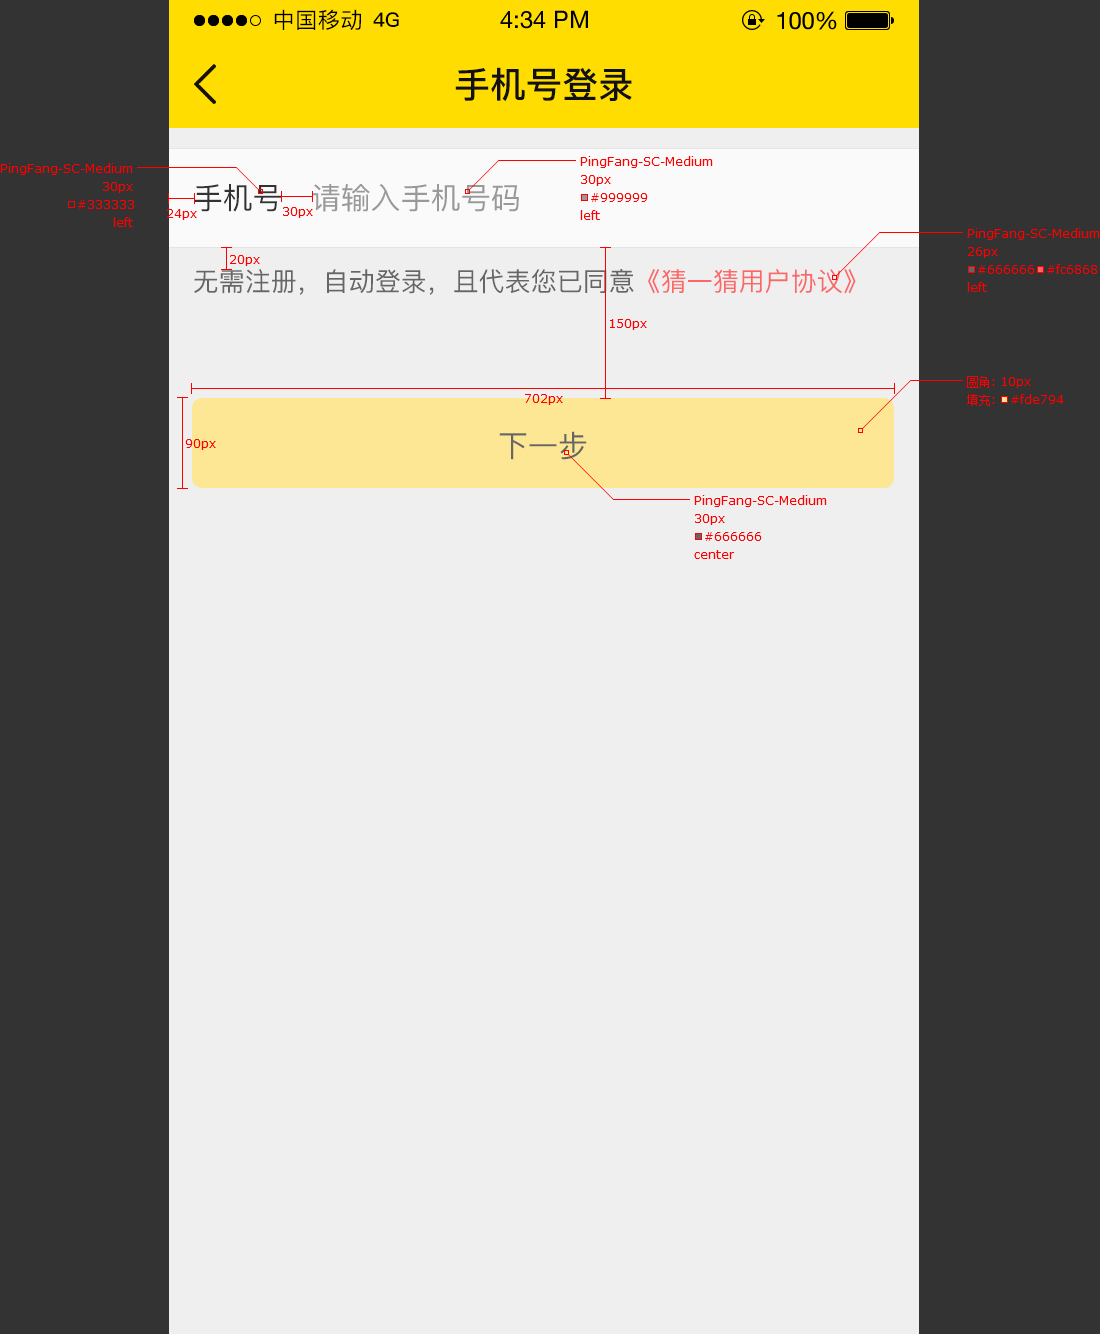 中国移动 4G 4:34 PM 100%
手机号登录
PingFang-SC-Medium
30px
#333333
left
24px
手机号
30px
请输入手机号码
PingFang-SC-Medium
30px
#999999
left
20px
无需注册，自动登录，且代表您已同意《猜一猜用户协议》
PingFang-SC-Medium
26px
#666666 #fc6868
left
150px
圆角: 10px
填充: #fde794
702px
90px
下一步
PingFang-SC-Medium
30px
#666666
center